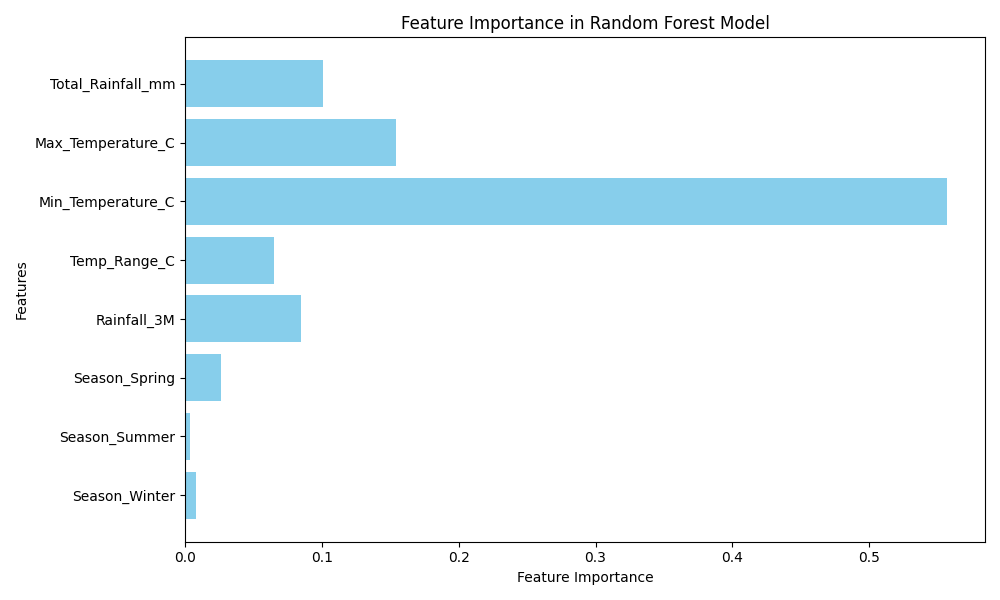 Feature Importance in Random Forest Model
Total_Rainfall_mm
Max_Temperature_C
Min_Temperature_C
Temp_Range_C
Rainfall_3M
Season_Spring
Season_Summer
Season_Winter
Features
0.0 0.1 0.2 0.3 0.4 0.5
Feature Importance